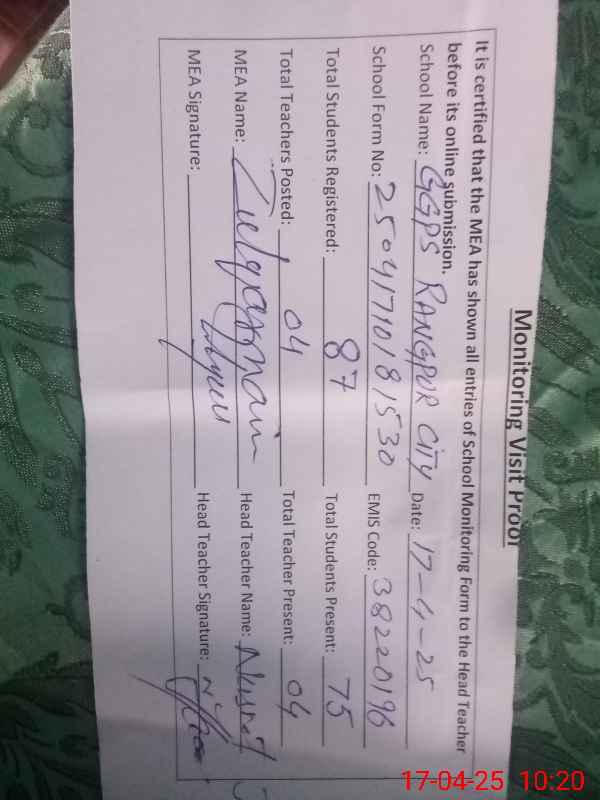 Monitoring Visit Proof
It is certified that the MEA has shown all entries of School Monitoring Form to the Head Teacher
before its online submission.
School Name: GGPS RANGPUR CITY Date: 17-4-25
School Form No: 25041710181530 EMIS Code: 38220196
Total Students Registered: 87 Total Students Present: 75
Total Teachers Posted: 04 Total Teacher Present: 04
MEA Name: Head Teacher Name: Nusrat
MEA Signature: Head Teacher Signature:
17-04-25 10:20